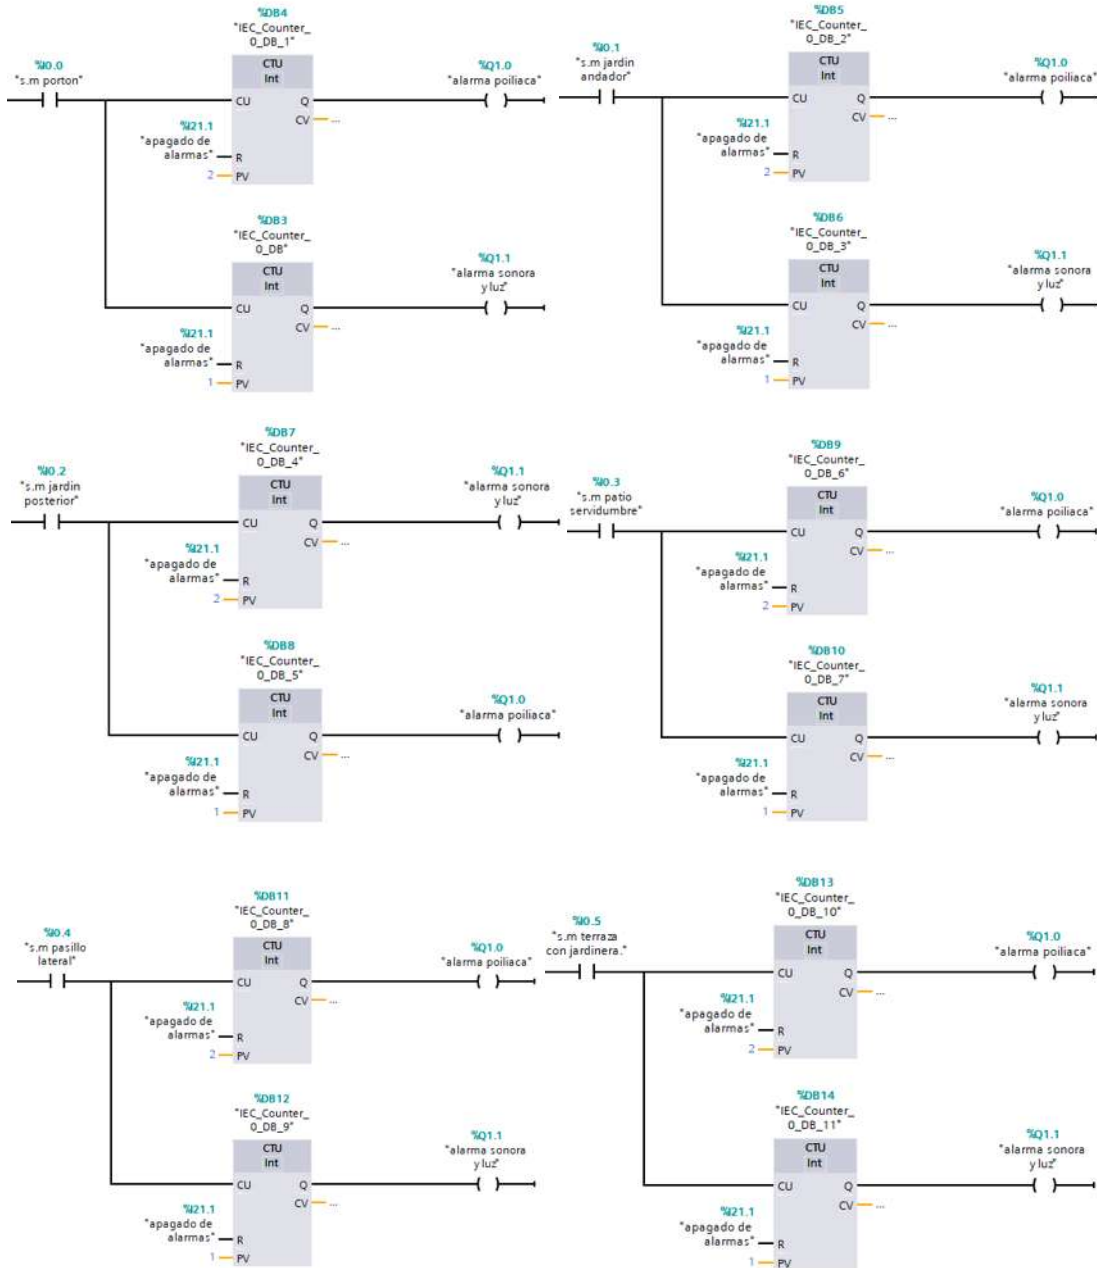 %DB4
"IEC_Counter_
0_DB_1"
CTU
Int
%I0.0
"s.m porton"
CU
Q
CV
...
%Q1.0
"alarma poiliaca"
%I21.1
"apagado de
alarmas"
R
2
PV
%DB3
"IEC_Counter_
0_DB"
CTU
Int
CU
Q
CV
...
%Q1.1
"alarma sonora
y luz"
%I21.1
"apagado de
alarmas"
R
1
PV
%DB5
"IEC_Counter_
0_DB_2"
CTU
Int
%I0.1
"s.m jardin
andador"
CU
Q
CV
...
%Q1.0
"alarma poiliaca"
%I21.1
"apagado de
alarmas"
R
2
PV
%DB6
"IEC_Counter_
0_DB_3"
CTU
Int
CU
Q
CV
...
%Q1.1
"alarma sonora
y luz"
%I21.1
"apagado de
alarmas"
R
1
PV
%DB7
"IEC_Counter_
0_DB_4"
CTU
Int
%I0.2
"s.m jardin
posterior"
CU
Q
CV
...
%Q1.1
"alarma sonora
y luz"
%I21.1
"apagado de
alarmas"
R
2
PV
%DB8
"IEC_Counter_
0_DB_5"
CTU
Int
CU
Q
CV
...
%Q1.0
"alarma poiliaca"
%I21.1
"apagado de
alarmas"
R
1
PV
%DB9
"IEC_Counter_
0_DB_6"
CTU
Int
%I0.3
"s.m patio
servidumbre"
CU
Q
CV
...
%Q1.0
"alarma poiliaca"
%I21.1
"apagado de
alarmas"
R
2
PV
%DB10
"IEC_Counter_
0_DB_7"
CTU
Int
CU
Q
CV
...
%Q1.1
"alarma sonora
y luz"
%I21.1
"apagado de
alarmas"
R
1
PV
%DB11
"IEC_Counter_
0_DB_8"
CTU
Int
%I0.4
"s.m pasillo
lateral"
CU
Q
CV
...
%Q1.0
"alarma poiliaca"
%I21.1
"apagado de
alarmas"
R
2
PV
%DB12
"IEC_Counter_
0_DB_9"
CTU
Int
CU
Q
CV
...
%Q1.1
"alarma sonora
y luz"
%I21.1
"apagado de
alarmas"
R
1
PV
%DB13
"IEC_Counter_
0_DB_10"
CTU
Int
%I0.5
"s.m terraza
con jardinera."
CU
Q
CV
...
%Q1.0
"alarma poiliaca"
%I21.1
"apagado de
alarmas"
R
2
PV
%DB14
"IEC_Counter_
0_DB_11"
CTU
Int
CU
Q
CV
...
%Q1.1
"alarma sonora
y luz"
%I21.1
"apagado de
alarmas"
R
1
PV